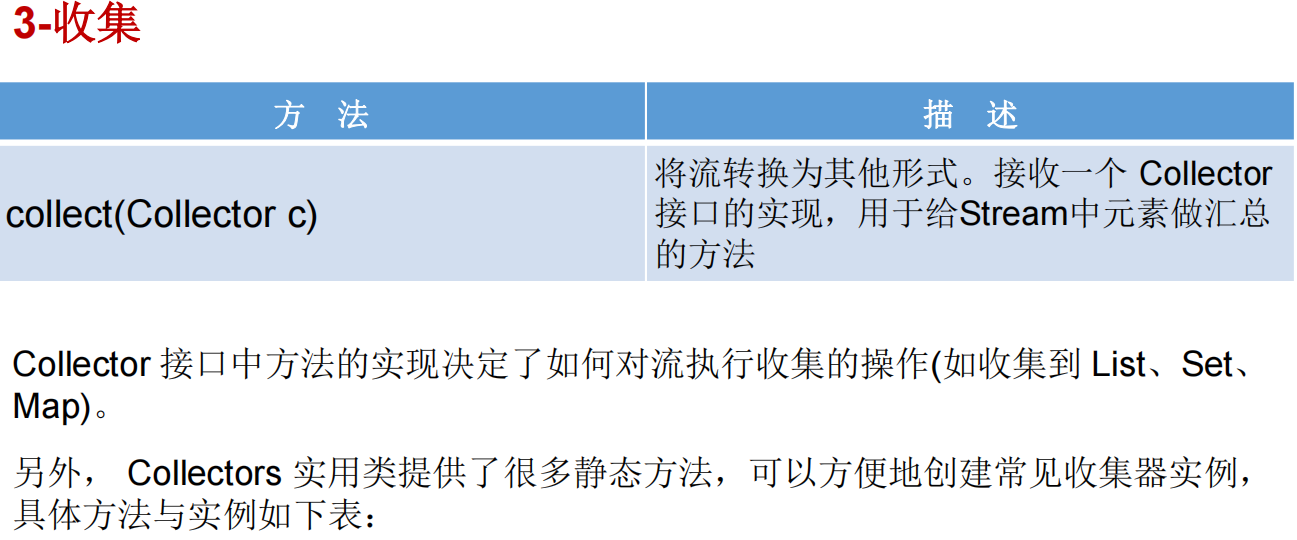 3-收集
方 法
描 述
collect(Collector c)
将流转换为其他形式。接收一个 Collector
接口的实现，用于给Stream中元素做汇总
的方法
Collector 接口中方法的实现决定了如何对流执行收集的操作(如收集到 List、Set、
Map)。
另外， Collectors 实用类提供了很多静态方法，可以方便地创建常见收集器实例，
具体方法与实例如下表：